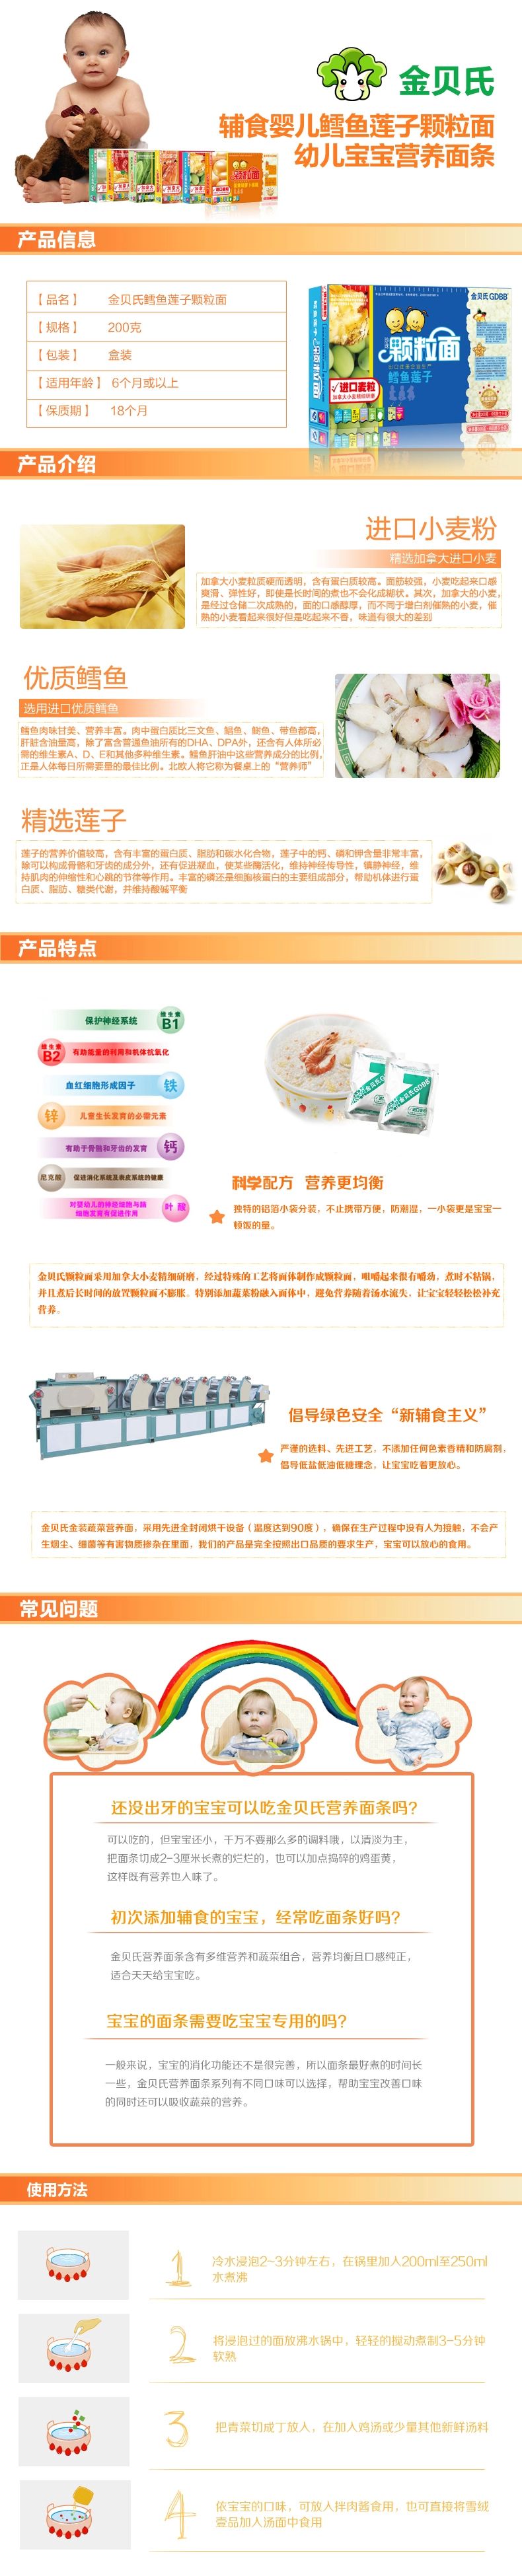 金贝氏
辅食婴儿鳕鱼莲子颗粒面
幼儿宝宝营养面条
产品信息
【品名】 金贝氏鳕鱼莲子颗粒面
【规格】 200克
【包装】 盒装
【适用年龄】 6个月或以上
【保质期】 18个月
金贝氏 GDBB
颗粒面
鳕鱼莲子
进口麦粒
产品介绍
进口小麦粉
精选加拿大进口小麦
加拿大小麦粒质硬而透明，含有蛋白质较高。面筋较强，小麦吃起来口感
爽滑、弹性好，即使是长时间的煮也不会化成糊状。其次，加拿大的小麦，
是经过仓储二次成熟的，面的口感醇厚，而不同于增白剂催熟的小麦，催
熟的小麦看起来很好但是吃起来不香，味道有很大的差别
优质鳕鱼
选用进口优质鳕鱼
鳕鱼肉味甘美、营养丰富。肉中蛋白质比三文鱼、鲳鱼、鲥鱼、带鱼都高，
肝脏含油量高，除了富含普通鱼油所有的DHA、DPA外，还含有人体所必
需的维生素A、D、E和其他多种维生素。鳕鱼肝油中这些营养成分的比例，
正是人体每日所需要量的最佳比例。北欧人将它称为餐桌上的“营养师”
精选莲子
莲子的营养价值较高，含有丰富的蛋白质、脂肪和碳水化合物，莲子中的钙、磷和钾含量非常丰富，
除可以构成骨骼和牙齿的成分外，还有促进凝血，使某些酶活化，维持神经传导性，镇静神经，维
持肌肉的伸缩性和心跳的节律等作用。丰富的磷还是细胞核蛋白的主要组成部分，帮助机体进行蛋
白质、脂肪、糖类代谢，并维持酸碱平衡
产品特点
保护神经系统 维生素B1
维生素B2 有助能量的利用和机体抗氧化
血红细胞形成因子 铁
锌 儿童生长发育的必需元素
有助于骨骼和牙齿的发育 钙
尼克酸 促进消化系统及表皮系统的健康
对婴幼儿的神经细胞与脑
细胞发育有促进作用 叶酸
科学配方 营养更均衡
独特的铝箔小袋分装，不止携带方便，防潮湿，一小袋更是宝宝一
顿饭的量。
金贝氏颗粒面采用加拿大小麦精细研磨，经过特殊的工艺将面体制作成颗粒面，咀嚼起来很有嚼劲，煮时不粘锅，
并且煮后长时间的放置颗粒面不膨胀。特别添加蔬菜粉融入面体中，避免营养随着汤水流失，让宝宝轻轻松松补充
营养。
倡导绿色安全“新辅食主义”
严谨的选料、先进工艺，不添加任何色素香精和防腐剂，
倡导低盐低油低糖理念，让宝宝吃着更放心。
金贝氏金装蔬菜营养面，采用先进全封闭烘干设备（温度达到90度），确保在生产过程中没有人为接触，不会产
生烟尘、细菌等有害物质掺杂在里面，我们的产品是完全按照出口品质的要求生产，宝宝可以放心的食用。
常见问题
还没出牙的宝宝可以吃金贝氏营养面条吗?
可以吃的，但宝宝还小，千万不要那么多的调料哦，以清淡为主，
把面条切成2-3厘米长煮的烂烂的，也可以加点捣碎的鸡蛋黄，
这样既有营养也入味了。
初次添加辅食的宝宝，经常吃面条好吗?
金贝氏营养面条含有多维营养和蔬菜组合，营养均衡且口感纯正，
适合天天给宝宝吃。
宝宝的面条需要吃宝宝专用的吗?
一般来说，宝宝的消化功能还不是很完善，所以面条最好煮的时间长
一些，金贝氏营养面条系列有不同口味可以选择，帮助宝宝改善口味
的同时还可以吸收蔬菜的营养。
使用方法
1 冷水浸泡2~3分钟左右，在锅里加入200ml至250ml
水煮沸
2 将浸泡过的面放沸水锅中，轻轻的搅动煮制3-5分钟
软熟
3 把青菜切成丁放入，在加入鸡汤或少量其他新鲜汤料
4 依宝宝的口味，可放入拌肉酱食用，也可直接将雪绒
壹品加入汤面中食用